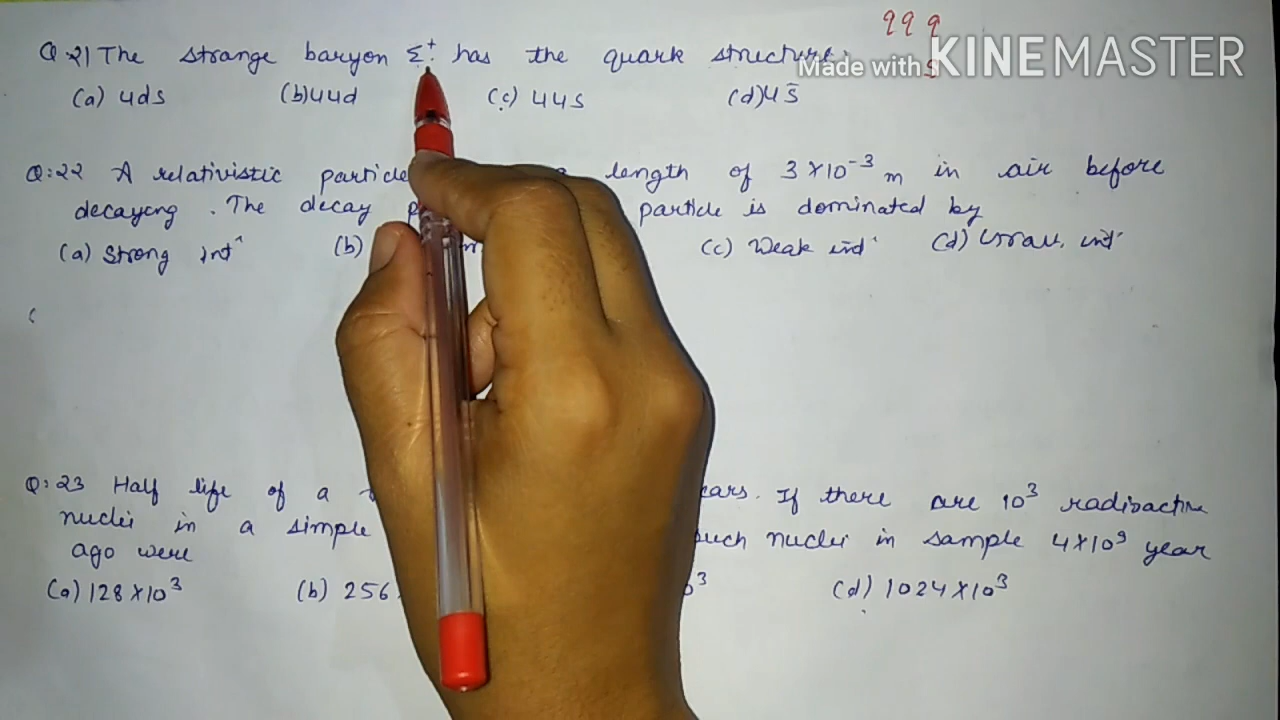 q q q
Q.21 The strange baryon Σ⁺ has the quark structure
s
Made with KINEMASTER
(a) uds (b) uud (c) uus (d) us̄
Q:22 A relativistic particle length of 3×10⁻³ m in air before
decaycng . The decay particle is dominated by
(a) Strong int^ (b) (c) Weak ind^ (d) int^
Q:23 Half life of a ears. If there are 10³ radioactive
nuclei in a simple such nuclei in sample 4×10⁹ year
ago were
(a) 128×10³ (b) 256 0³ (d) 1024×10³